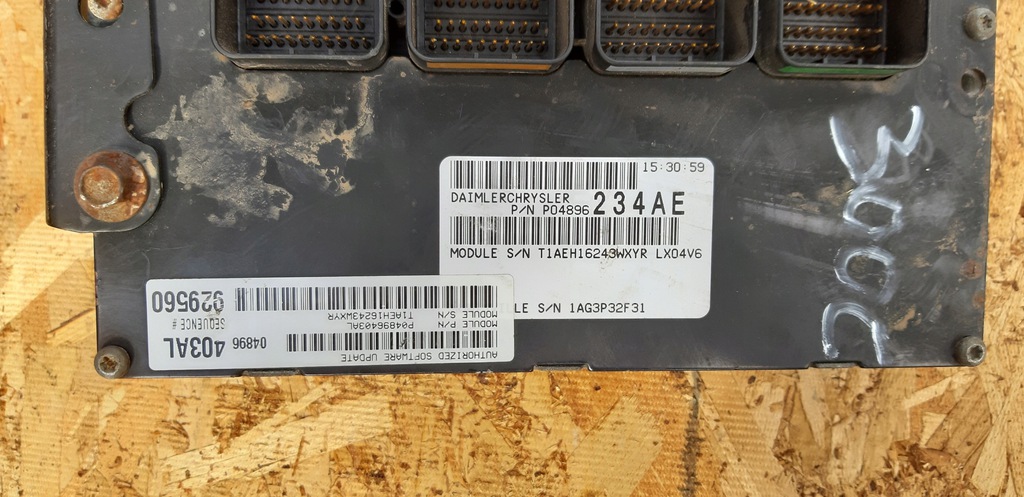 15:30:59
DAIMLERCHRYSLER
P/N P04896 234AE
MODULE S/N T1AEH16243WXYR LX04V6
LE S/N 1AG3P32F31
AUTHORIZED SOFTWARE UPDATE
04896 403AL
MODULE P/N P04896403AL
MODULE S/N T1AEH16243WXYR
SEQUENCE # 929560
300C